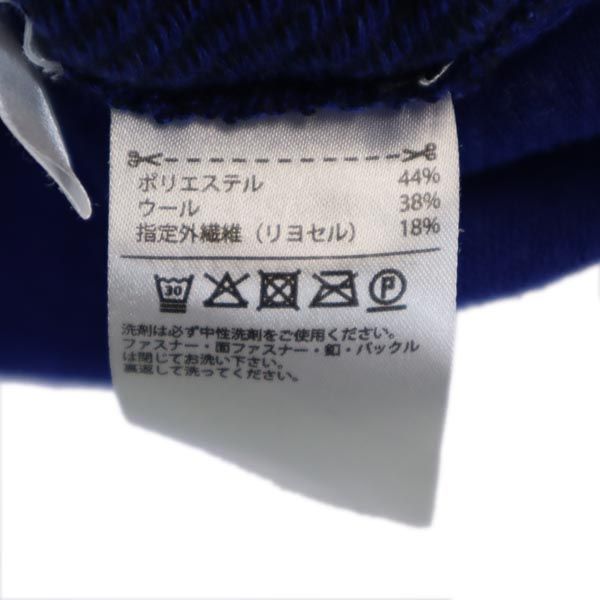 ポリエステル 44%
ウール 38%
指定外繊維（リヨセル） 18%
30 P
洗剤は必ず中性洗剤をご使用ください。
ファスナー・面ファスナー・釦・バックル
は閉じてお洗い下さい。
裏返して洗ってください。